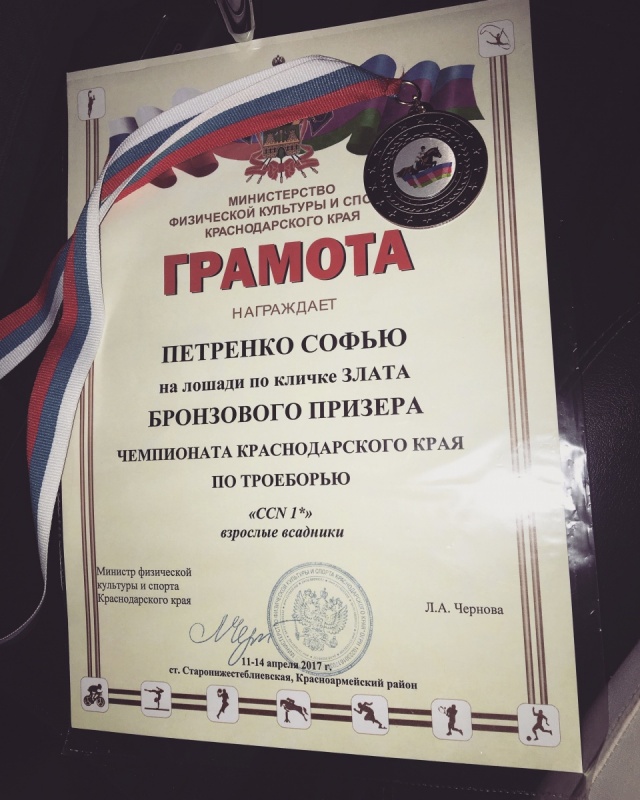 МИНИСТЕРСТВО
ФИЗИЧЕСКОЙ КУЛЬТУРЫ И СПО
КРАСНОДАРСКОГО КРАЯ
ГРАМОТА
НАГРАЖДАЕТ
ПЕТРЕНКО СОФЬЮ
на лошади по кличке ЗЛАТА
БРОНЗОВОГО ПРИЗЕРА
ЧЕМПИОНАТА КРАСНОДАРСКОГО КРАЯ
ПО ТРОЕБОРЬЮ
«CCN 1*»
взрослые всадники
Министр физической
культуры и спорта
Краснодарского края
Л.А. Чернова
11-14 апреля 2017 г.
ст. Старонижестеблиевская, Красноармейский район